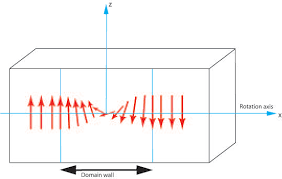 z
Rotation axis
x
Domain wall